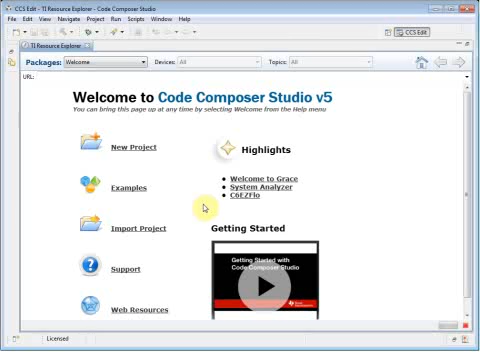 CCS Edit - TI Resource Explorer - Code Composer Studio
File Edit View Navigate Project Run Scripts Window Help
CCS Edit
TI Resource Explorer
Packages: Welcome Devices: All Topics: All
URL:
Welcome to Code Composer Studio v5
You can bring this page up at any time by selecting Welcome from the Help menu
New Project
Examples
Import Project
Support
Web Resources
Highlights
Welcome to Grace
System Analyzer
C6EZFlo
Getting Started
Getting Started with
Code Composer Studio
Licensed